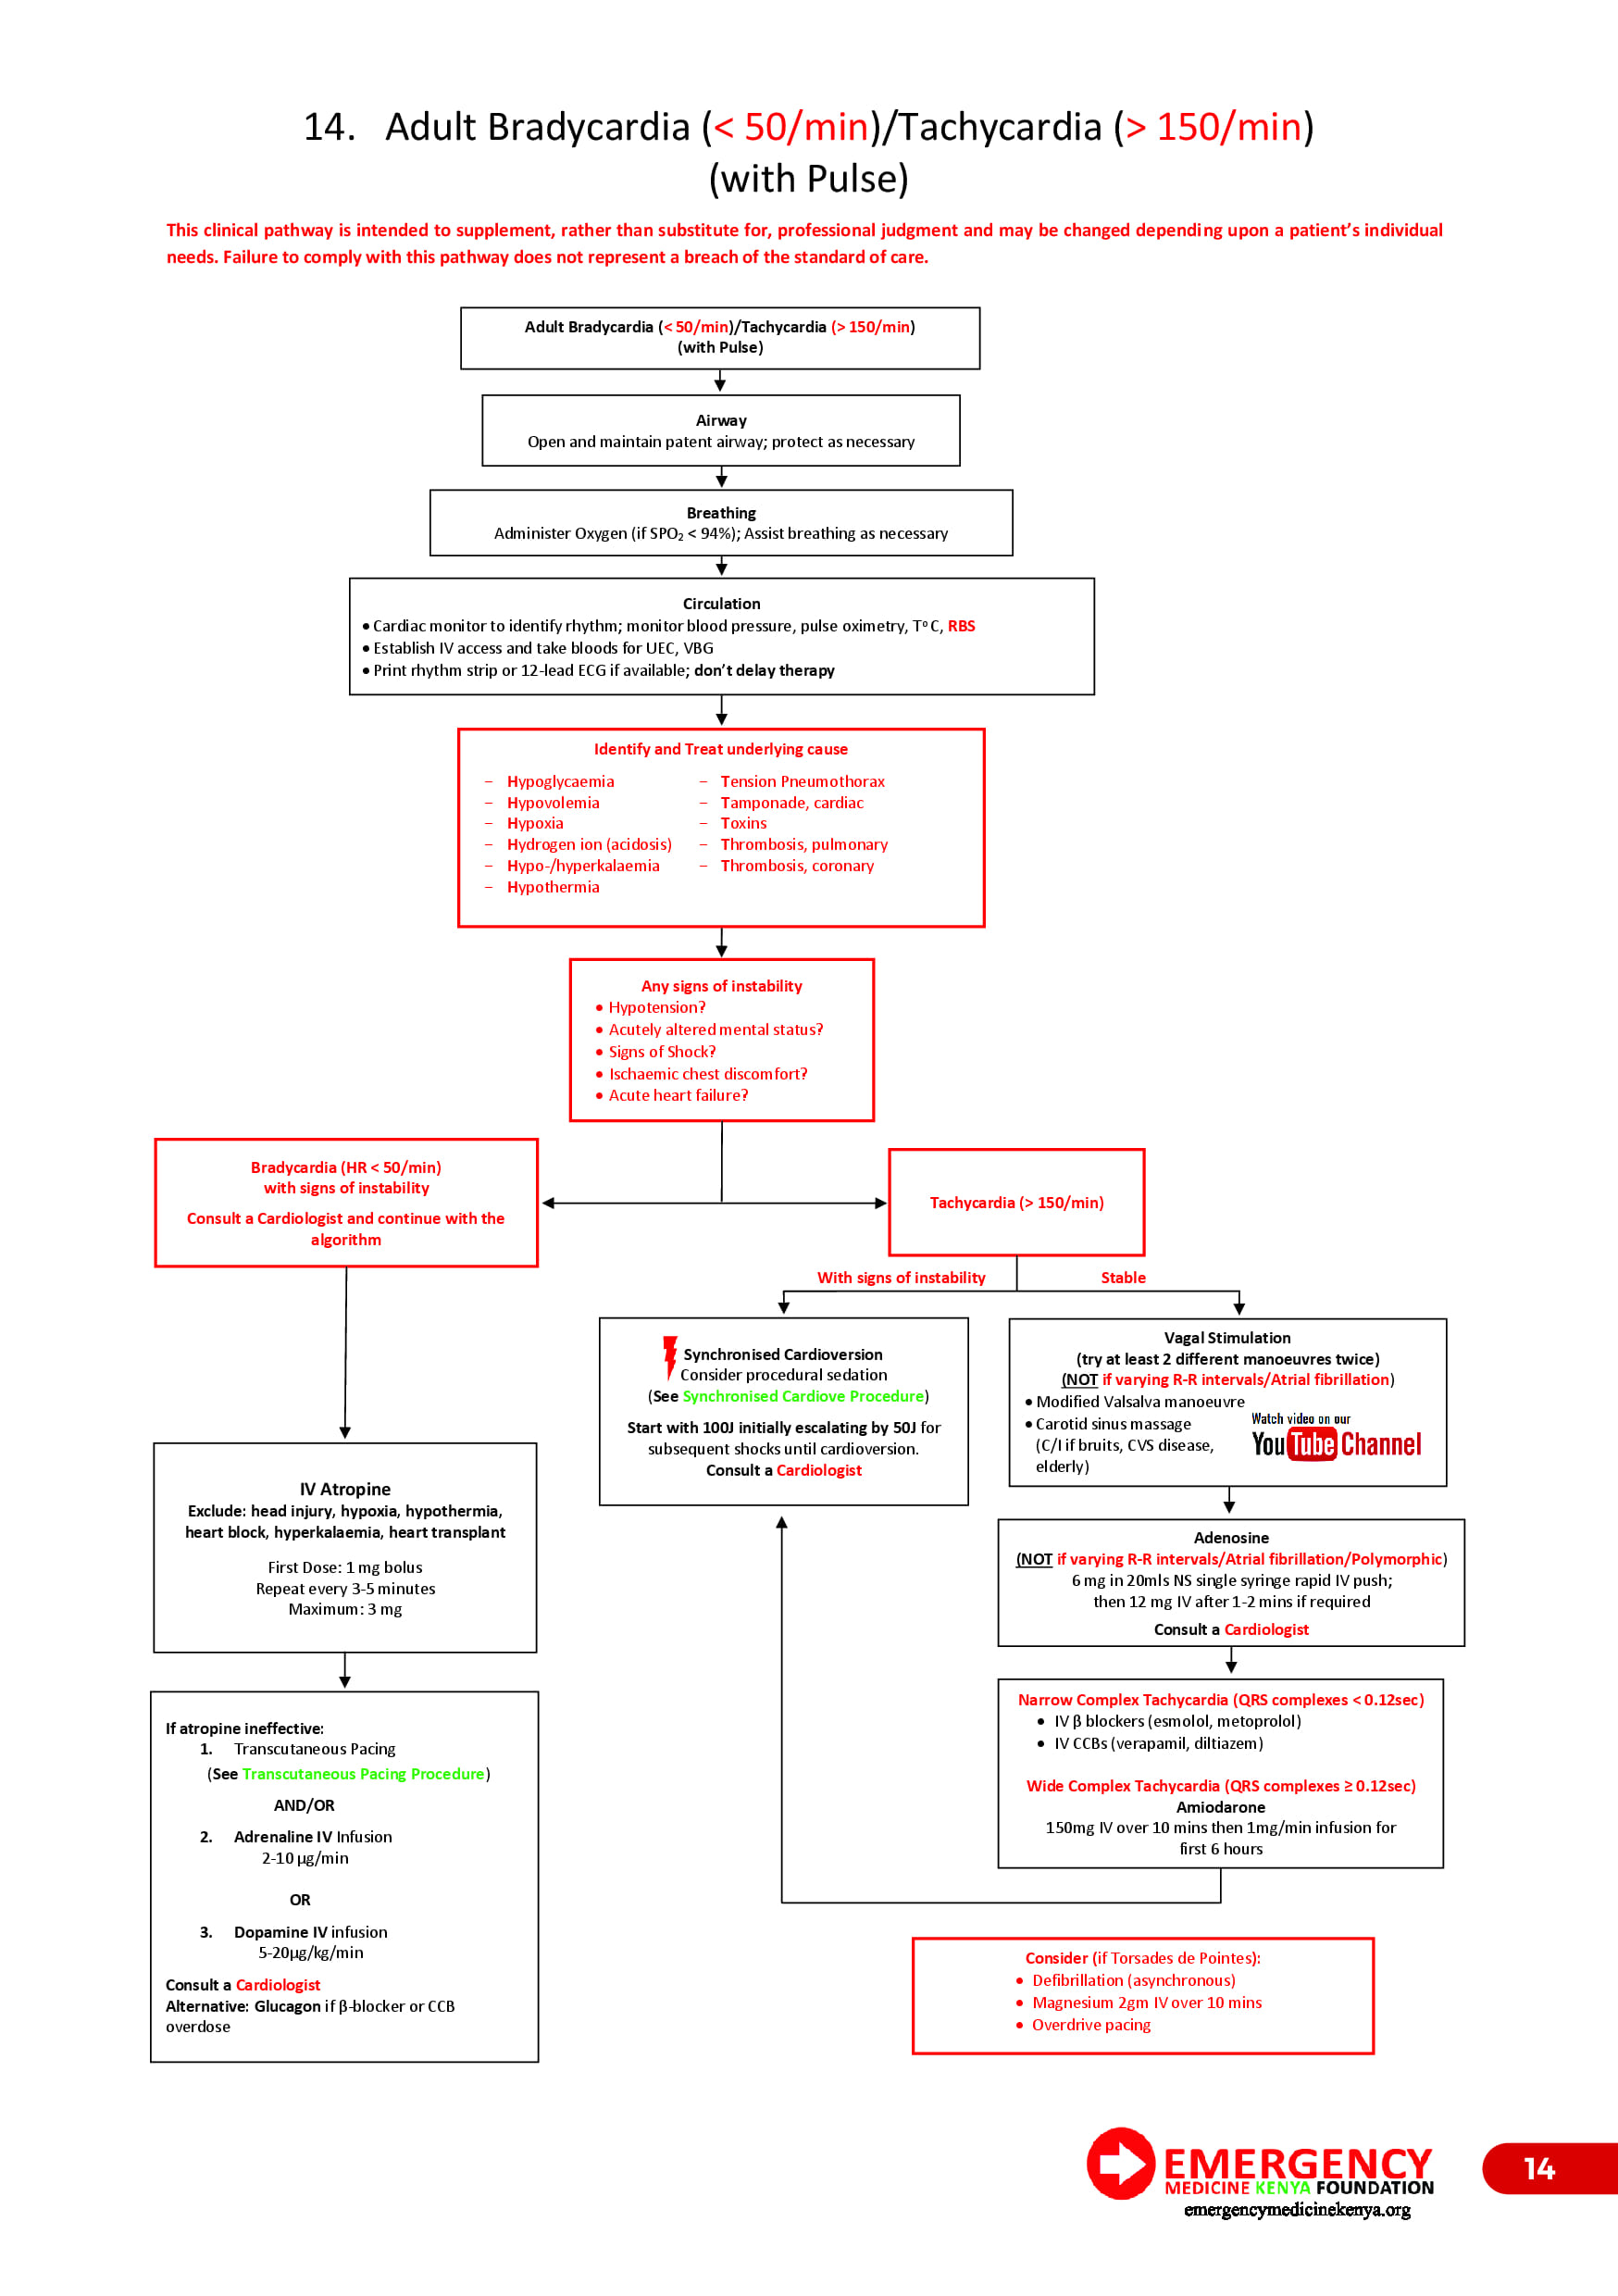 14. Adult Bradycardia (< 50/min)/Tachycardia (> 150/min)
(with Pulse)
This clinical pathway is intended to supplement, rather than substitute for, professional judgment and may be changed depending upon a patient's individual
needs. Failure to comply with this pathway does not represent a breach of the standard of care.
Adult Bradycardia (< 50/min)/Tachycardia (> 150/min)
(with Pulse)
Airway
Open and maintain patent airway; protect as necessary
Breathing
Administer Oxygen (if SPO₂ < 94%); Assist breathing as necessary
Circulation
• Cardiac monitor to identify rhythm; monitor blood pressure, pulse oximetry, Tº C, RBS
• Establish IV access and take bloods for UEC, VBG
• Print rhythm strip or 12-lead ECG if available; don't delay therapy
Identify and Treat underlying cause
– Hypoglycaemia
– Hypovolemia
– Hypoxia
– Hydrogen ion (acidosis)
– Hypo-/hyperkalaemia
– Hypothermia
– Tension Pneumothorax
– Tamponade, cardiac
– Toxins
– Thrombosis, pulmonary
– Thrombosis, coronary
Any signs of instability
• Hypotension?
• Acutely altered mental status?
• Signs of Shock?
• Ischaemic chest discomfort?
• Acute heart failure?
Bradycardia (HR < 50/min)
with signs of instability
Consult a Cardiologist and continue with the
algorithm
IV Atropine
Exclude: head injury, hypoxia, hypothermia,
heart block, hyperkalaemia, heart transplant
First Dose: 1 mg bolus
Repeat every 3-5 minutes
Maximum: 3 mg
If atropine ineffective:
1. Transcutaneous Pacing
(See Transcutaneous Pacing Procedure)
AND/OR
2. Adrenaline IV Infusion
2-10 µg/min
OR
3. Dopamine IV infusion
5-20µg/kg/min
Consult a Cardiologist
Alternative: Glucagon if β-blocker or CCB
overdose
Tachycardia (> 150/min)
With signs of instability
Stable
Synchronised Cardioversion
Consider procedural sedation
(See Synchronised Cardiove Procedure)
Start with 100J initially escalating by 50J for
subsequent shocks until cardioversion.
Consult a Cardiologist
Vagal Stimulation
(try at least 2 different manoeuvres twice)
(NOT if varying R-R intervals/Atrial fibrillation)
• Modified Valsalva manoeuvre
• Carotid sinus massage
(C/I if bruits, CVS disease,
elderly)
Watch video on our
YouTube Channel
Adenosine
(NOT if varying R-R intervals/Atrial fibrillation/Polymorphic)
6 mg in 20mls NS single syringe rapid IV push;
then 12 mg IV after 1-2 mins if required
Consult a Cardiologist
Narrow Complex Tachycardia (QRS complexes < 0.12sec)
• IV β blockers (esmolol, metoprolol)
• IV CCBs (verapamil, diltiazem)
Wide Complex Tachycardia (QRS complexes ≥ 0.12sec)
Amiodarone
150mg IV over 10 mins then 1mg/min infusion for
first 6 hours
Consider (if Torsades de Pointes):
• Defibrillation (asynchronous)
• Magnesium 2gm IV over 10 mins
• Overdrive pacing
EMERGENCY
MEDICINE KENYA FOUNDATION
emergencymedicinekenya.org
14